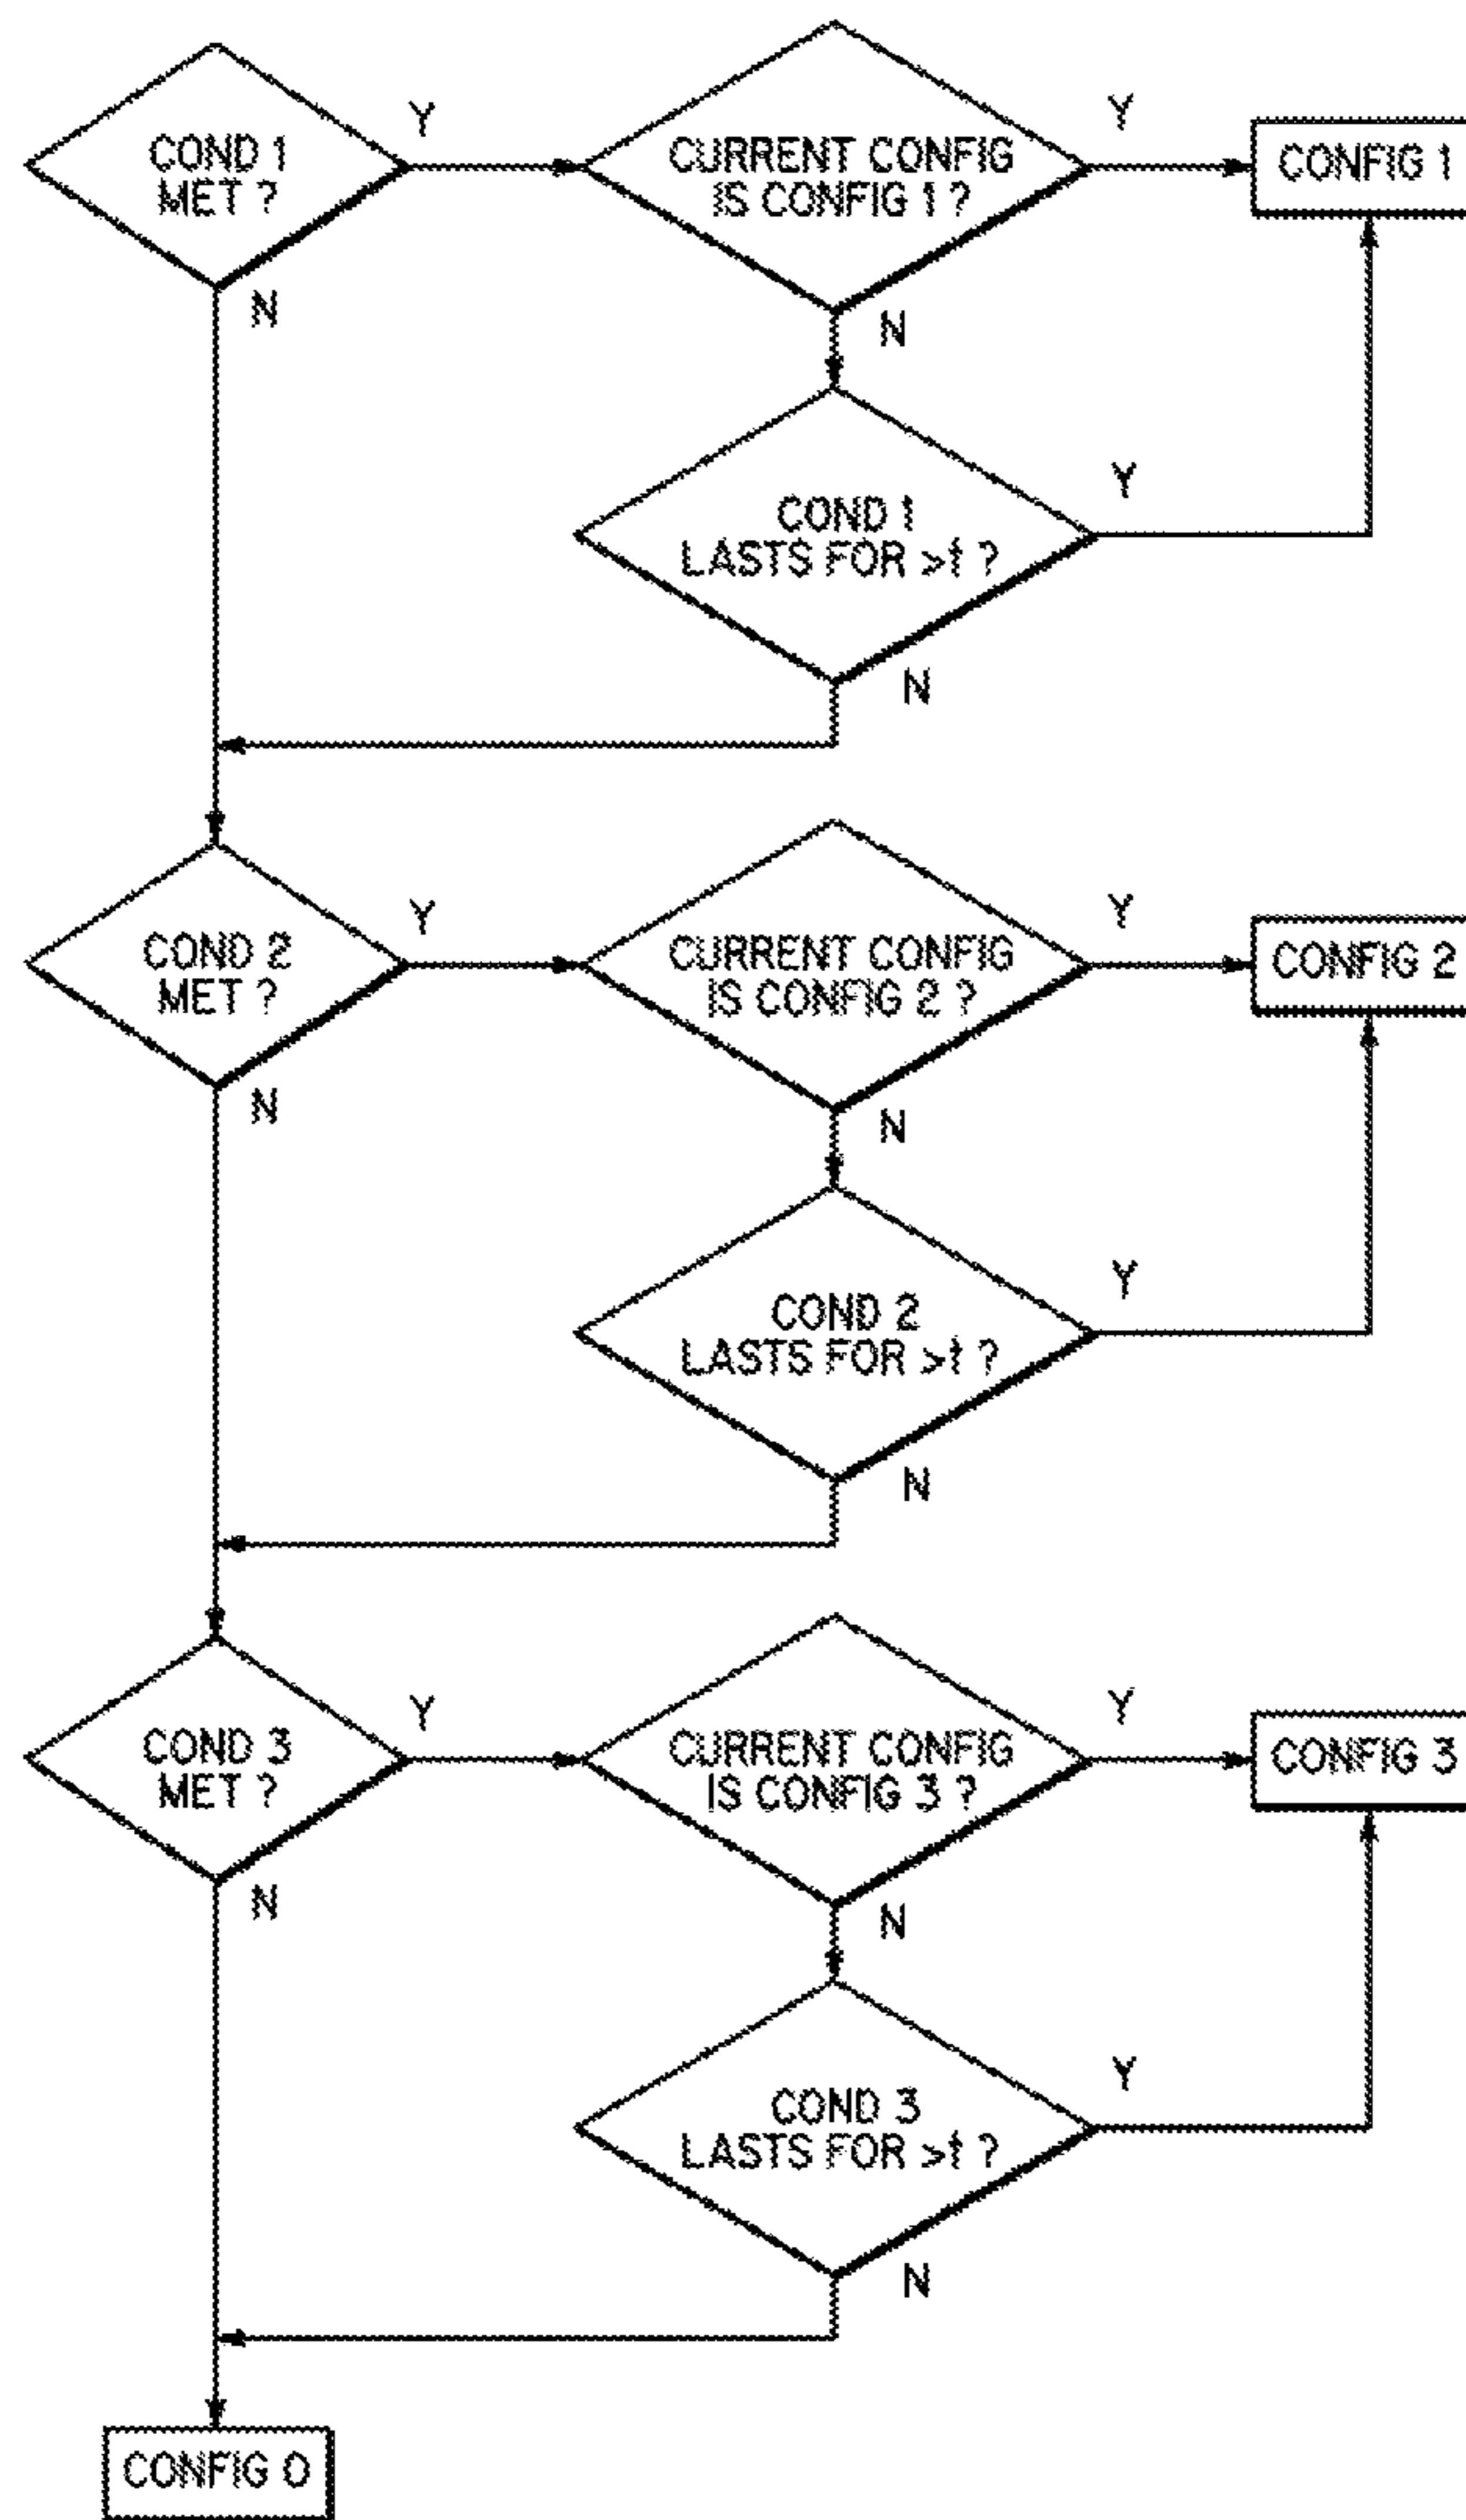 COND 1
MET ?
Y
CURRENT CONFIG
IS CONFIG 1 ?
Y
CONFIG 1
N
N
COND 1
LASTS FOR >t ?
Y
N
COND 2
MET ?
Y
CURRENT CONFIG
IS CONFIG 2 ?
Y
CONFIG 2
N
N
COND 2
LASTS FOR >t ?
Y
N
COND 3
MET ?
Y
CURRENT CONFIG
IS CONFIG 3 ?
Y
CONFIG 3
N
N
COND 3
LASTS FOR >t ?
Y
N
CONFIG 0